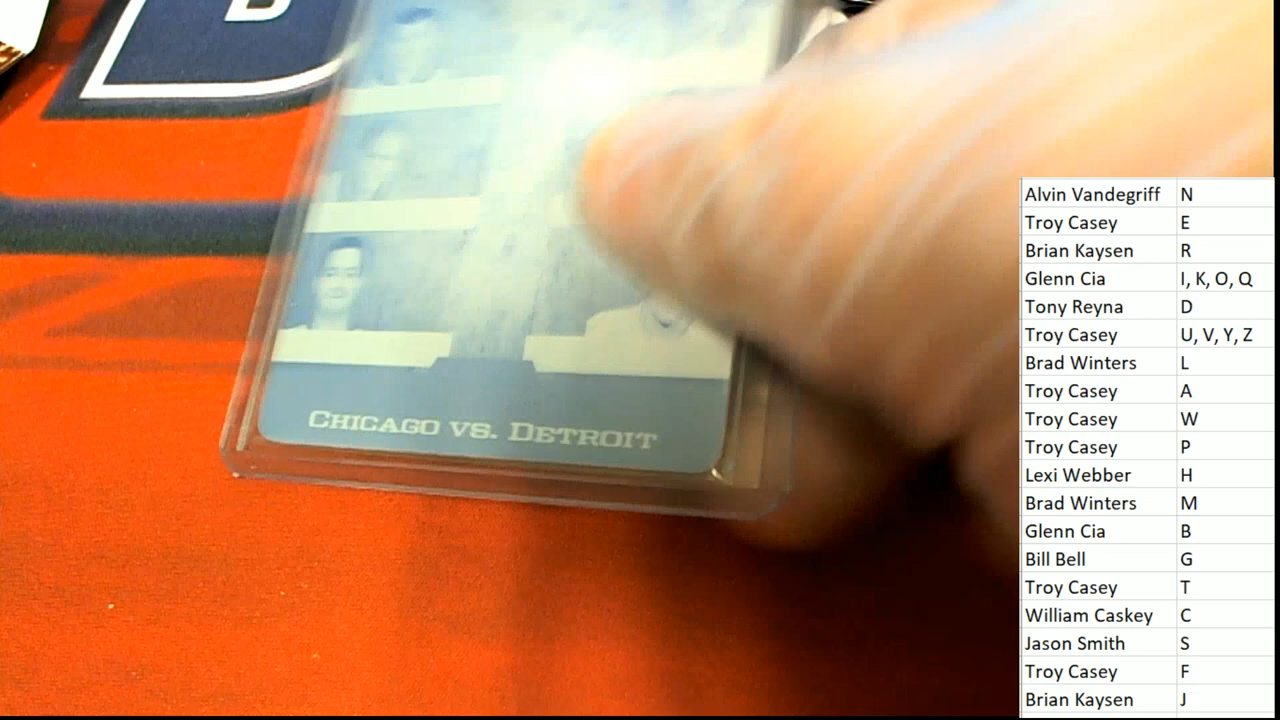 B
CHICAGO VS. DETROIT
Alvin Vandegriff N
Troy Casey E
Brian Kaysen R
Glenn Cia I, K, O, Q
Tony Reyna D
Troy Casey U, V, Y, Z
Brad Winters L
Troy Casey A
Troy Casey W
Troy Casey P
Lexi Webber H
Brad Winters M
Glenn Cia B
Bill Bell G
Troy Casey T
William Caskey C
Jason Smith S
Troy Casey F
Brian Kaysen J